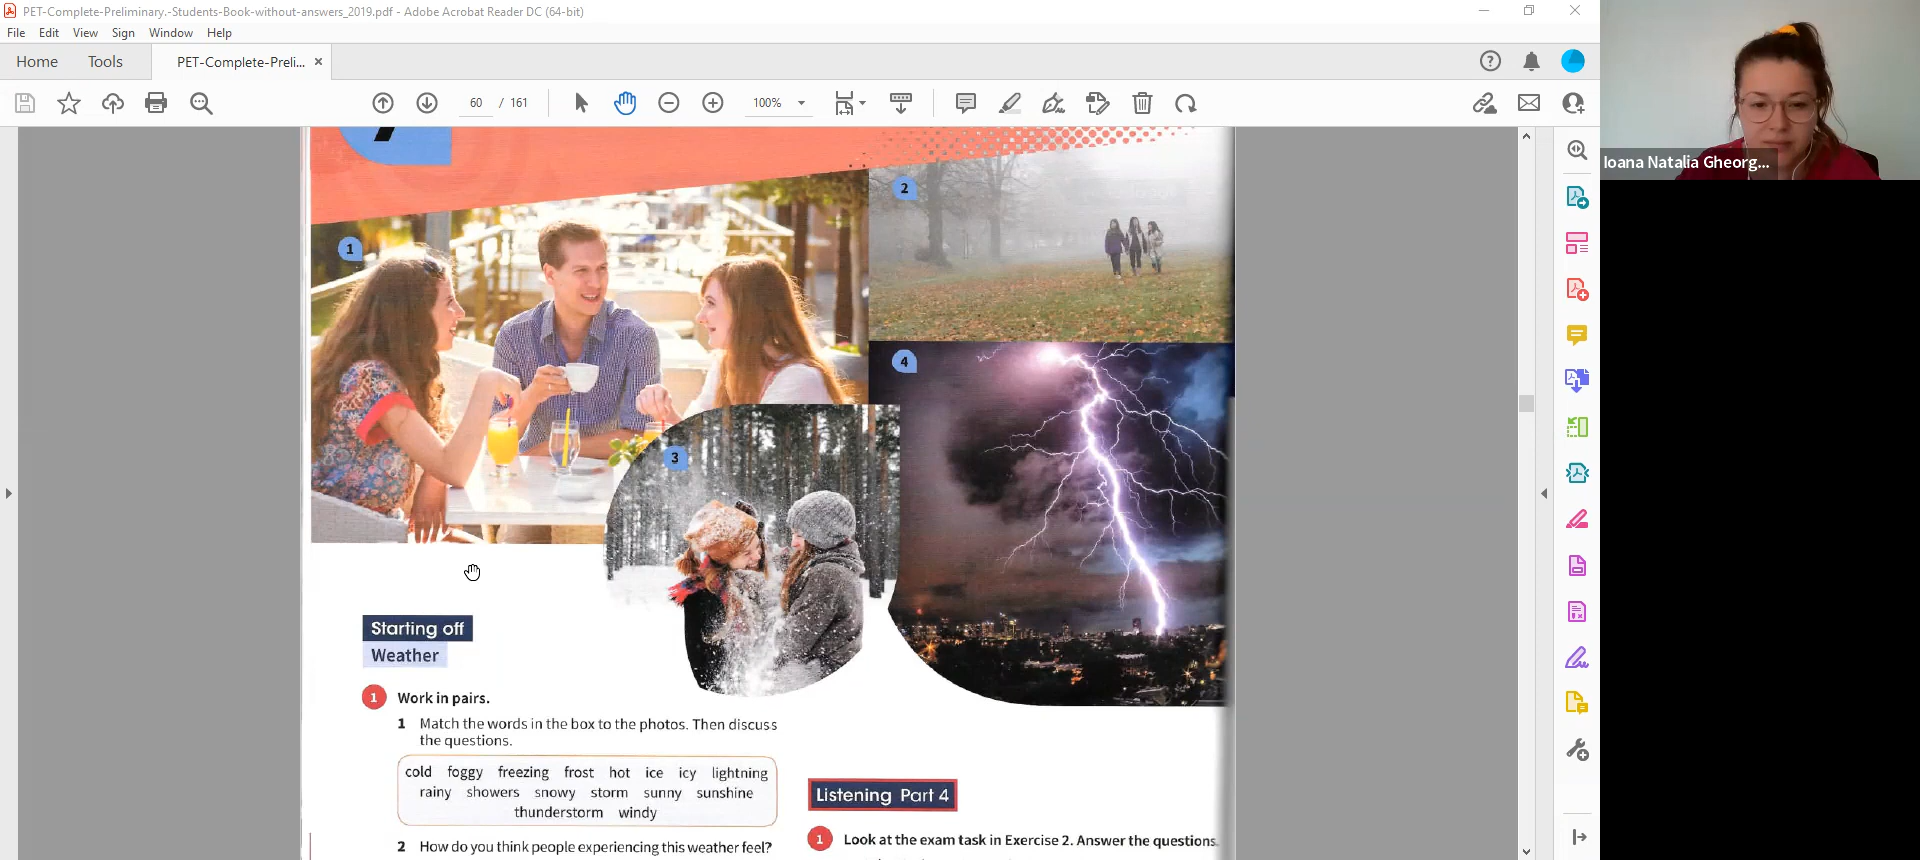 PET-Complete-Preliminary.-Students-Book-without-answers_2019.pdf - Adobe Acrobat Reader DC (64-bit)
File Edit View Sign Window Help
Home Tools PET-Complete-Preli... ×
60 / 161 100%
Ioana Natalia Gheorg...
1
2
3
4
Starting off
Weather
1 Work in pairs.
1 Match the words in the box to the photos. Then discuss
the questions.
cold foggy freezing frost hot ice icy lightning
rainy showers snowy storm sunny sunshine
thunderstorm windy
2 How do you think people experiencing this weather feel?
Listening Part 4
1 Look at the exam task in Exercise 2. Answer the questions.